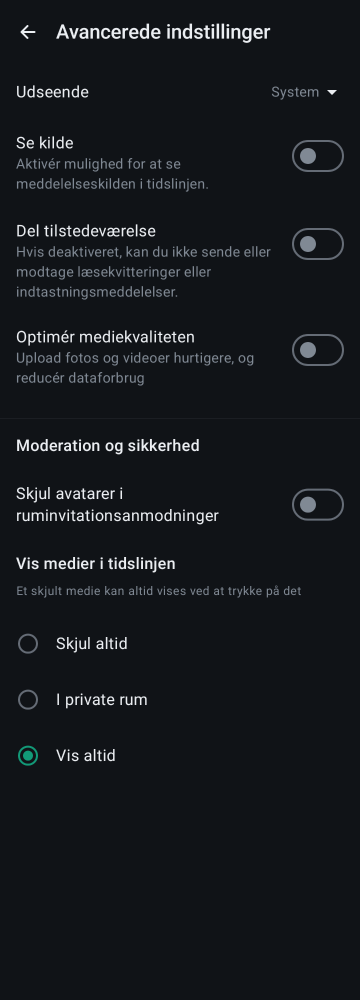 Avancerede indstillinger
Udseende
System
Se kilde
Aktivér mulighed for at se
meddelelseskilden i tidslinjen.
Del tilstedeværelse
Hvis deaktiveret, kan du ikke sende eller
modtage læsekvitteringer eller
indtastningsmeddelelser.
Optimér mediekvaliteten
Upload fotos og videoer hurtigere, og
reducér dataforbrug
Moderation og sikkerhed
Skjul avatarer i
ruminvitationsanmodninger
Vis medier i tidslinjen
Et skjult medie kan altid vises ved at trykke på det
Skjul altid
I private rum
Vis altid